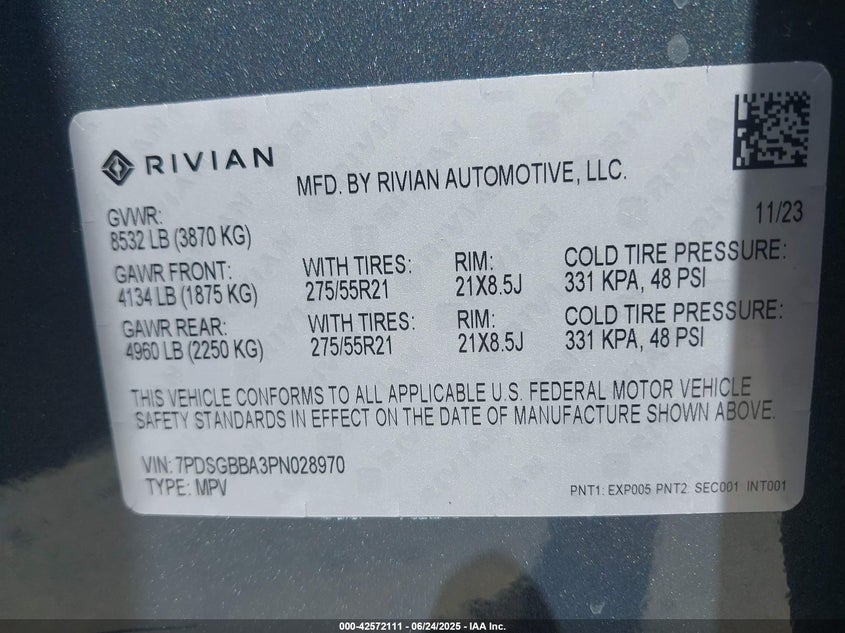 RIVIAN
MFD. BY RIVIAN AUTOMOTIVE, LLC.
11/23
GVWR:
8532 LB (3870 KG)
GAWR FRONT: WITH TIRES: RIM: COLD TIRE PRESSURE:
4134 LB (1875 KG) 275/55R21 21X8.5J 331 KPA, 48 PSI
GAWR REAR: WITH TIRES: RIM: COLD TIRE PRESSURE:
4960 LB (2250 KG) 275/55R21 21X8.5J 331 KPA, 48 PSI
THIS VEHICLE CONFORMS TO ALL APPLICABLE U.S. FEDERAL MOTOR VEHICLE
SAFETY STANDARDS IN EFFECT ON THE DATE OF MANUFACTURE SHOWN ABOVE.
VIN: 7PDSGBBA3PN028970
TYPE: MPV
PNT1: EXP005 PNT2: SEC001 INT001
000-42572111 - 06/24/2025 - IAA Inc.